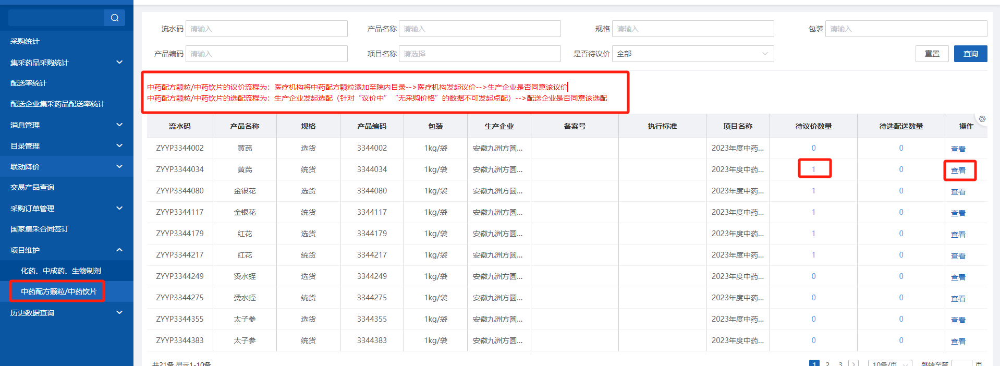 采购统计
集采药品采购统计
配送率统计
配送企业集采药品配送率统计
消息管理
目录管理
联动降价
交易产品查询
采购订单管理
国家集采合同签订
项目维护
化药、中成药、生物制剂
中药配方颗粒/中药饮片
历史数据查询
流水码 请输入 产品名称 请输入 规格 请输入 包装 请输入
产品编码 请输入 项目名称 请选择 是否待议价 全部 重置 查询
中药配方颗粒/中药饮片的议价流程为：医疗机构将中药配方颗粒添加至院内目录-->医疗机构发起议价-->生产企业是否同意该议价
中药配方颗粒/中药饮片的选配流程为：生产企业发起选配（针对“议价中”“无采购价格”的数据不可发起点配）-->配送企业是否同意该选配
流水码 产品名称 规格 产品编码 包装 生产企业 备案号 执行标准 项目名称 待议价数量 待选配送数量 操作
ZYYP3344002 黄芪 选货 3344002 1kg/袋 安徽九洲方圆... 2023年度中药... 0 0 查看
ZYYP3344034 黄芪 统货 3344034 1kg/袋 安徽九洲方圆... 2023年度中药... 1 0 查看
ZYYP3344080 金银花 选货 3344080 1kg/袋 安徽九洲方圆... 2023年度中药... 1 0 查看
ZYYP3344117 金银花 统货 3344117 1kg/袋 安徽九洲方圆... 2023年度中药... 1 0 查看
ZYYP3344179 红花 选货 3344179 1kg/袋 安徽九洲方圆... 2023年度中药... 1 0 查看
ZYYP3344217 红花 统货 3344217 1kg/袋 安徽九洲方圆... 2023年度中药... 1 0 查看
ZYYP3344249 烫水蛭 选货 3344249 1kg/袋 安徽九洲方圆... 2023年度中药... 0 0 查看
ZYYP3344275 烫水蛭 统货 3344275 1kg/袋 安徽九洲方圆... 2023年度中药... 0 0 查看
ZYYP3344355 太子参 选货 3344355 1kg/袋 安徽九洲方圆... 2023年度中药... 0 0 查看
ZYYP3344383 太子参 统货 3344383 1kg/袋 安徽九洲方圆... 2023年度中药... 0 0 查看
共21条 显示1-10条 1 2 3 10条/页 跳转至第 页